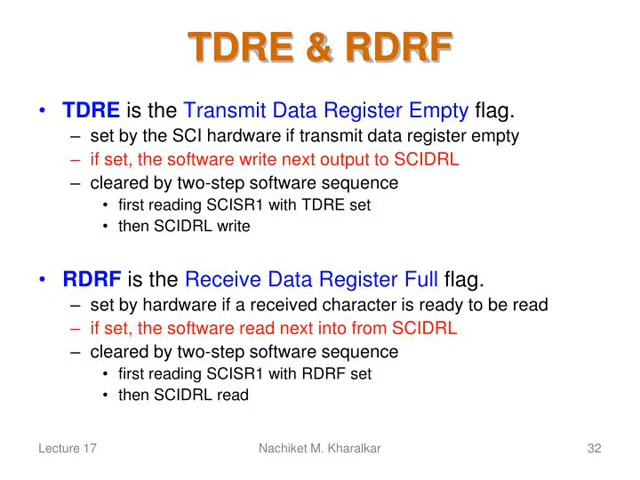 TDRE & RDRF
• TDRE is the Transmit Data Register Empty flag.
– set by the SCI hardware if transmit data register empty
– if set, the software write next output to SCIDRL
– cleared by two-step software sequence
• first reading SCISR1 with TDRE set
• then SCIDRL write
• RDRF is the Receive Data Register Full flag.
– set by hardware if a received character is ready to be read
– if set, the software read next into from SCIDRL
– cleared by two-step software sequence
• first reading SCISR1 with RDRF set
• then SCIDRL read
Lecture 17 Nachiket M. Kharalkar 32